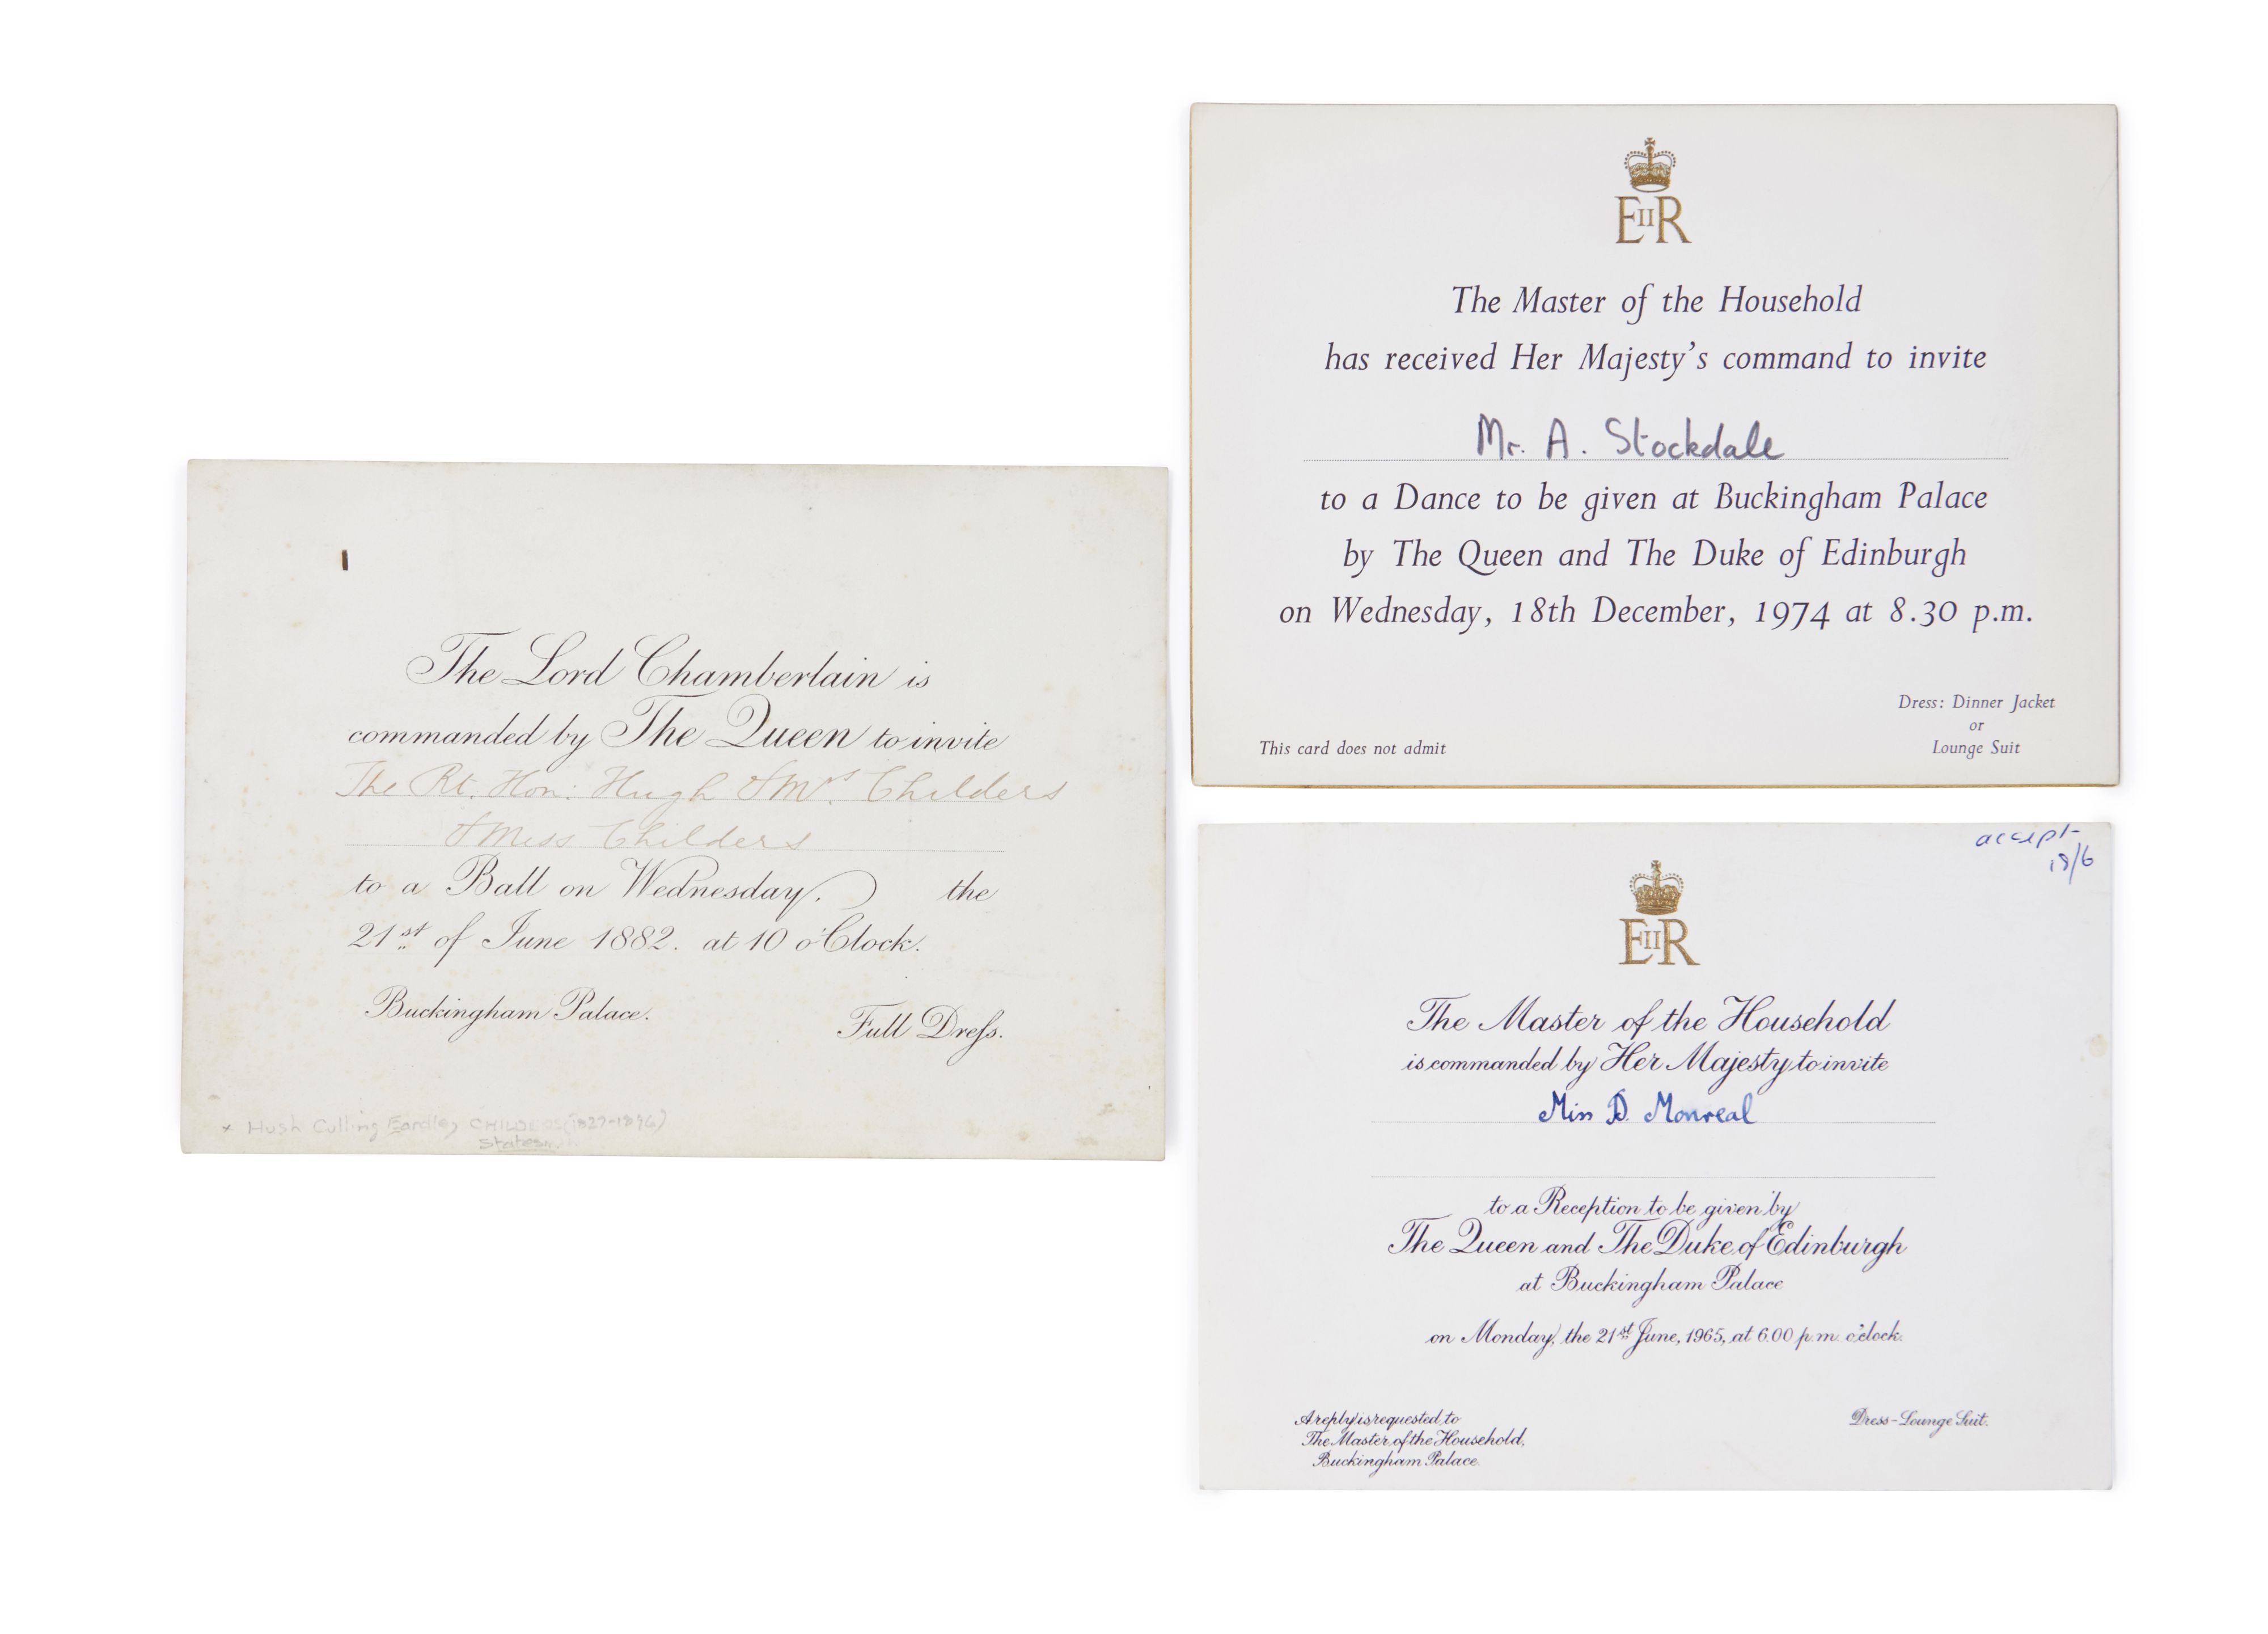 The Lord Chamberlain is
commanded by The Queen to invite
The Rt. Hon: Hugh & Mrs. Childers
& Miss Childers
to a Ball on Wednesday, the
21st of June 1882. at 10 o'Clock.
Buckingham Palace.
Full Dreſs.
x Hugh Culling Eardley CHILDERS (1827-1896)
EIIR
The Master of the Household
has received Her Majesty's command to invite
Mr. A. Stockdale
to a Dance to be given at Buckingham Palace
by The Queen and The Duke of Edinburgh
on Wednesday, 18th December, 1974 at 8.30 p.m.
Dress: Dinner Jacket
or
Lounge Suit
This card does not admit
accept
18/6
EIIR
The Master of the Household
is commanded by Her Majesty to invite
Miss D. Monreal
to a Reception to be given by
The Queen and The Duke of Edinburgh
at Buckingham Palace
on Monday, the 21st June, 1965, at 6.00 p.m. o'clock.
A reply is requested to
The Master of the Household,
Buckingham Palace.
Dress-Lounge Suit.